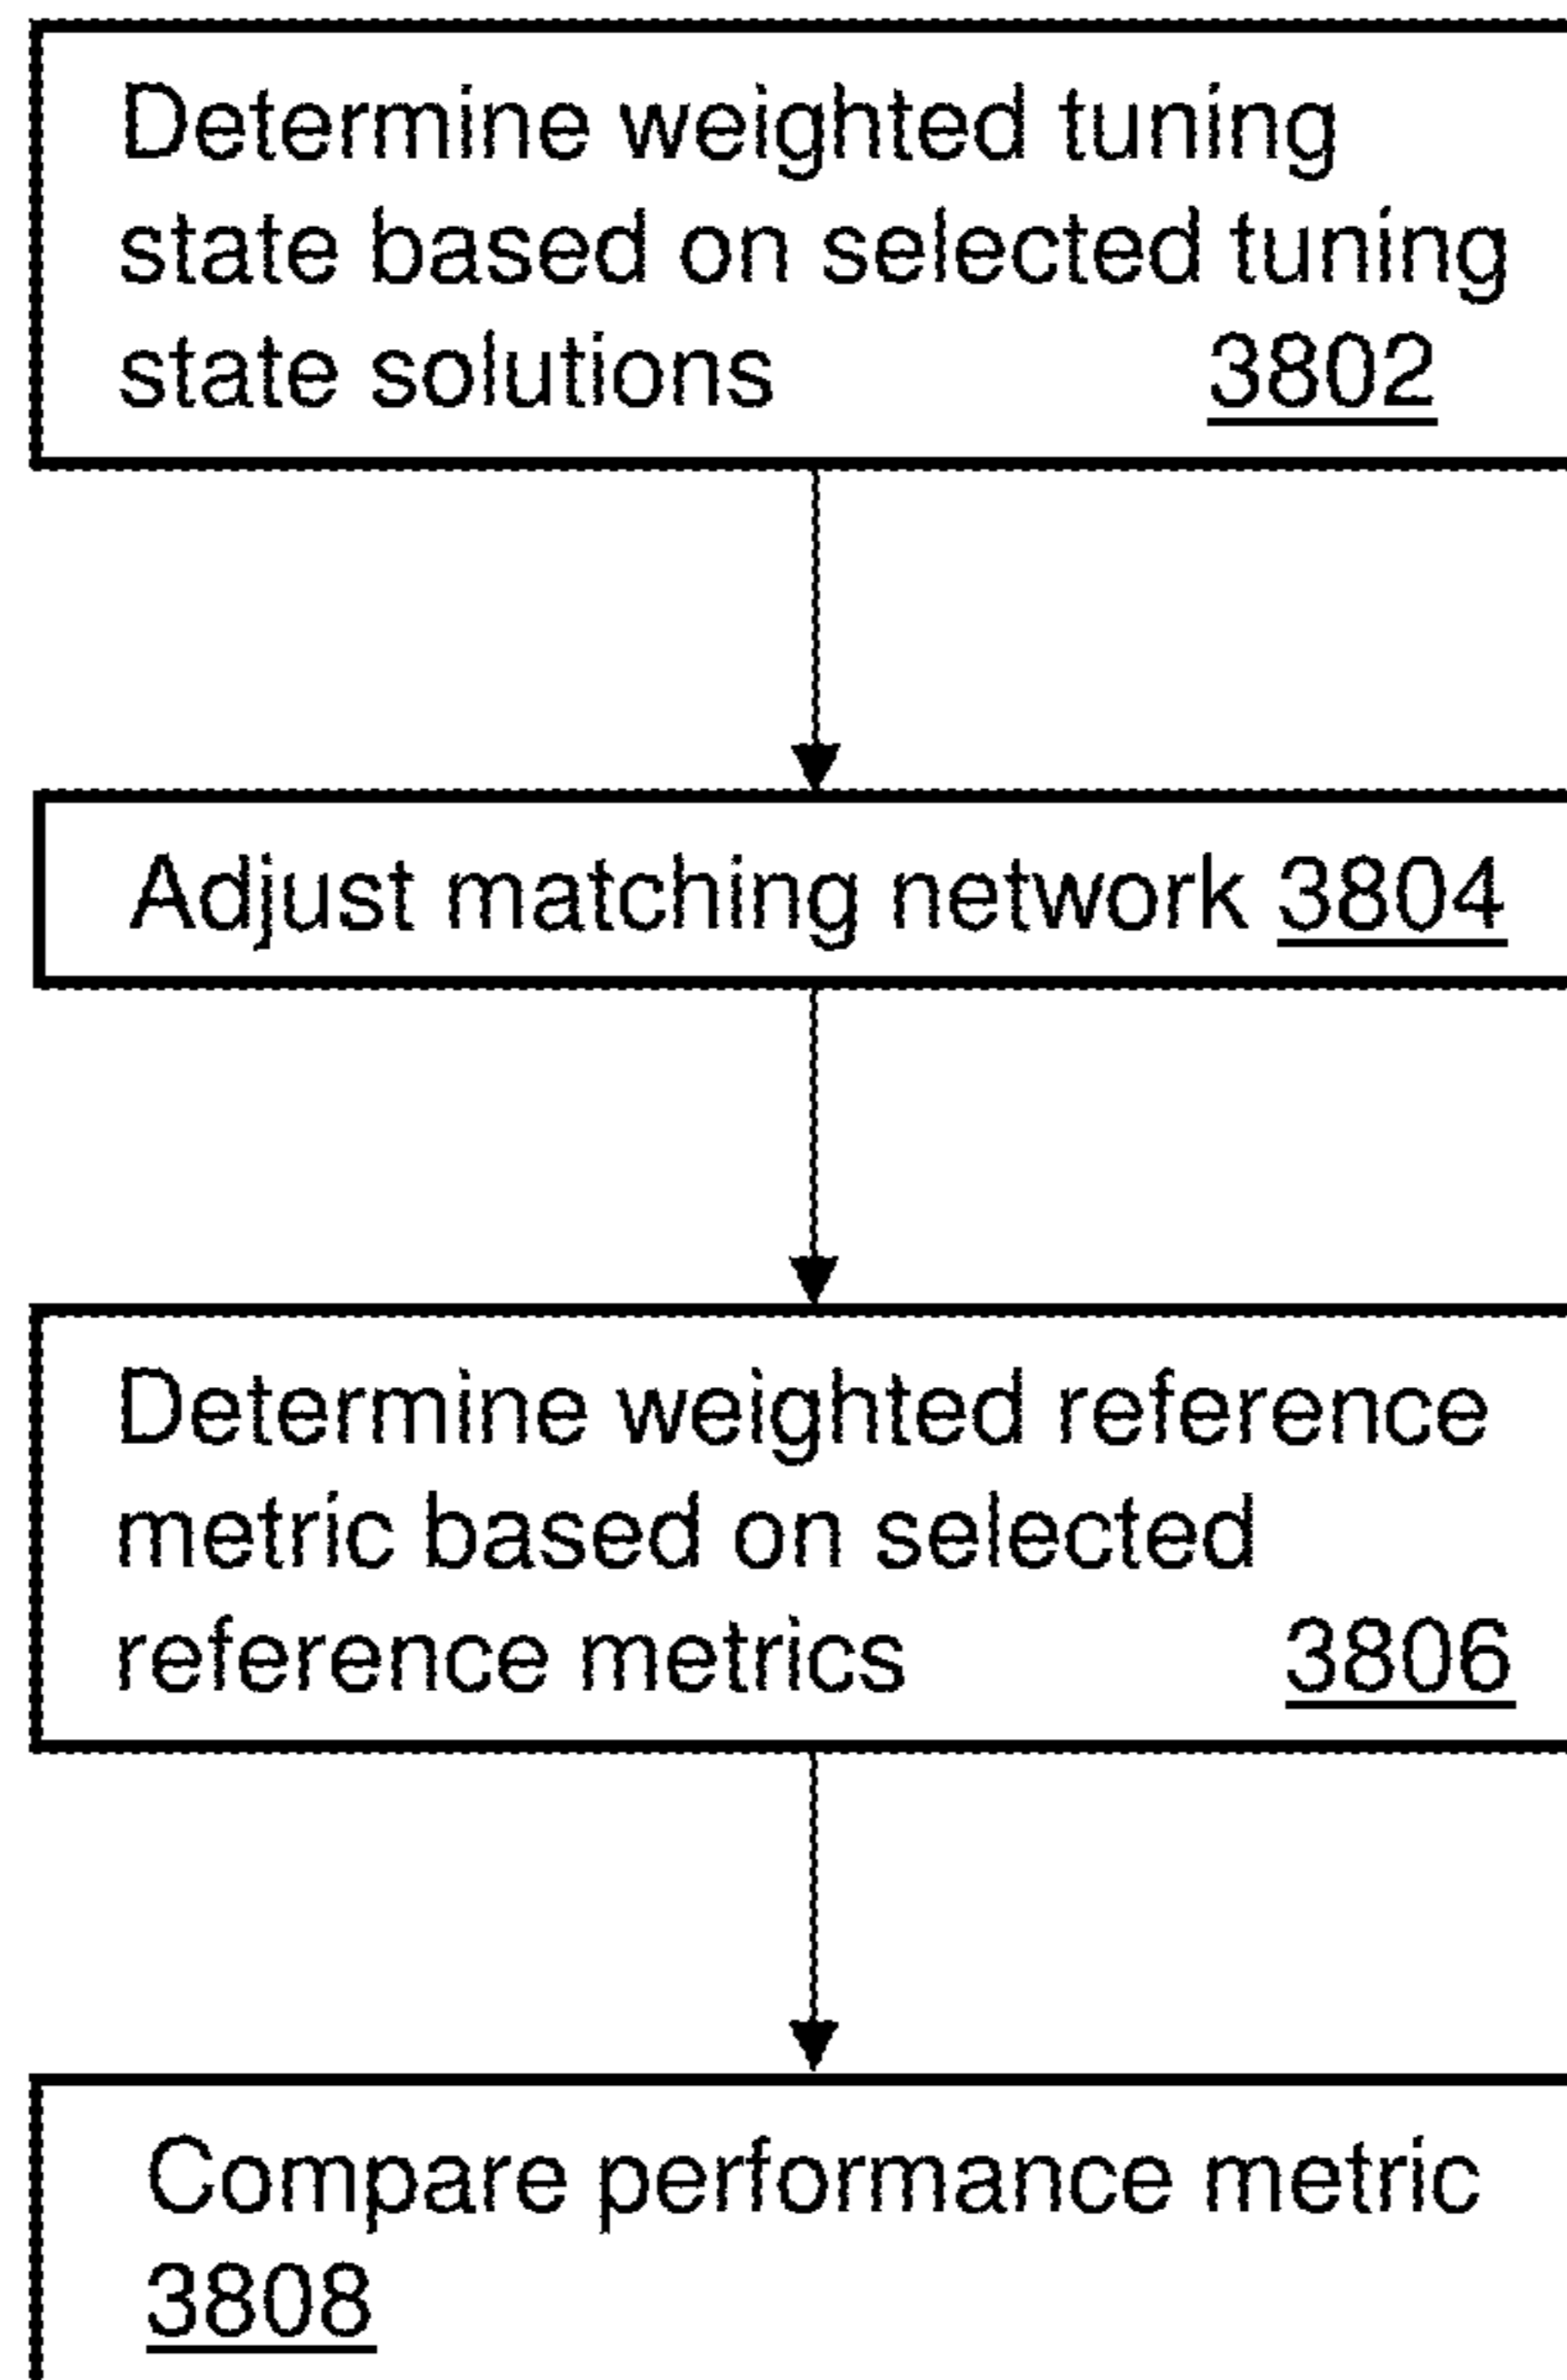 Determine weighted tuning
state based on selected tuning
state solutions 3802
Adjust matching network 3804
Determine weighted reference
metric based on selected
reference metrics 3806
Compare performance metric
3808